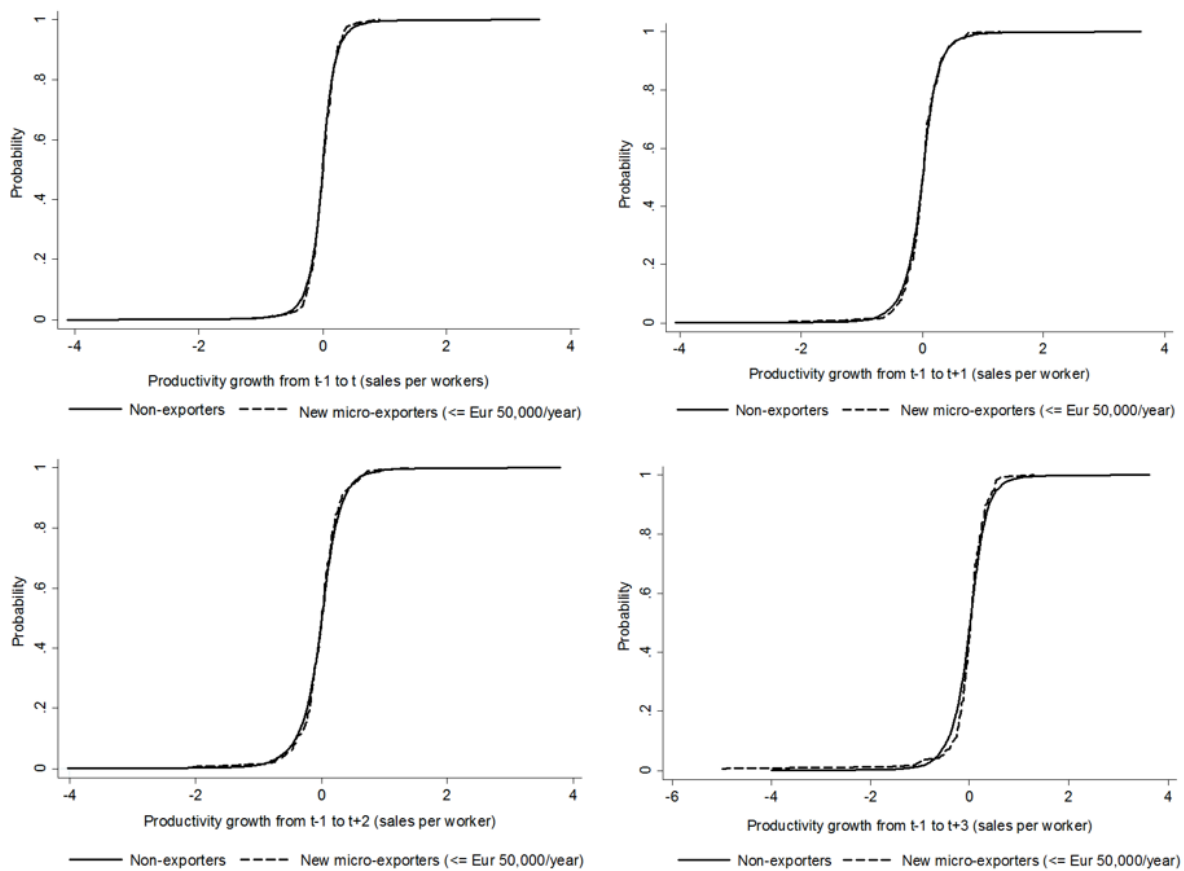 1
.8
.6
.4
.2
0
Probability
-4 -2 0 2 4
Productivity growth from t-1 to t (sales per workers)
Non-exporters New micro-exporters (<= Eur 50,000/year)
1
.8
.6
.4
.2
0
Probability
-4 -2 0 2 4
Productivity growth from t-1 to t+1 (sales per worker)
Non-exporters New micro-exporters (<= Eur 50,000/year)
1
.8
.6
.4
.2
0
Probability
-4 -2 0 2 4
Productivity growth from t-1 to t+2 (sales per worker)
Non-exporters New micro-exporters (<= Eur 50,000/year)
1
.8
.6
.4
.2
0
Probability
-6 -4 -2 0 2 4
Productivity growth from t-1 to t+3 (sales per worker)
Non-exporters New micro-exporters (<= Eur 50,000/year)